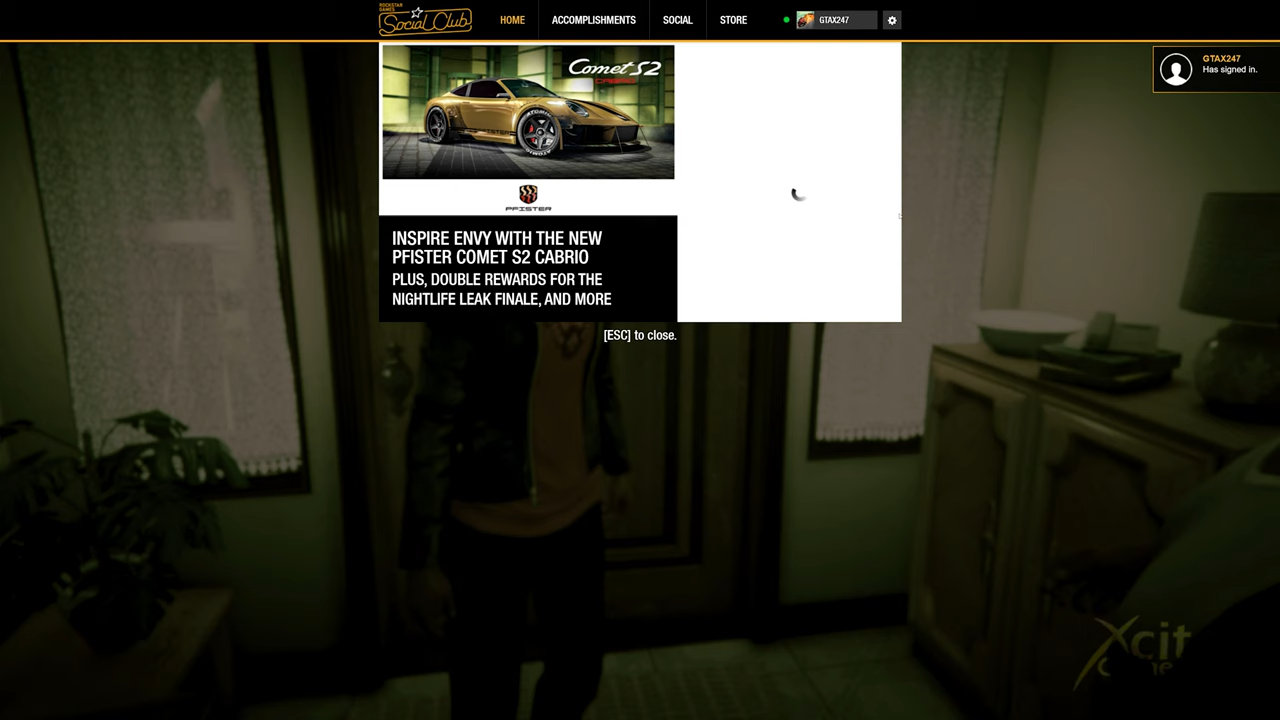 ROCKSTAR
GAMES
Social Club
HOME
ACCOMPLISHMENTS
SOCIAL
STORE
GTAX247
GTAX247
Has signed in.
Comet S2
CABRIO
PFISTER
INSPIRE ENVY WITH THE NEW
PFISTER COMET S2 CABRIO
PLUS, DOUBLE REWARDS FOR THE
NIGHTLIFE LEAK FINALE, AND MORE
[ESC] to close.
Xcit